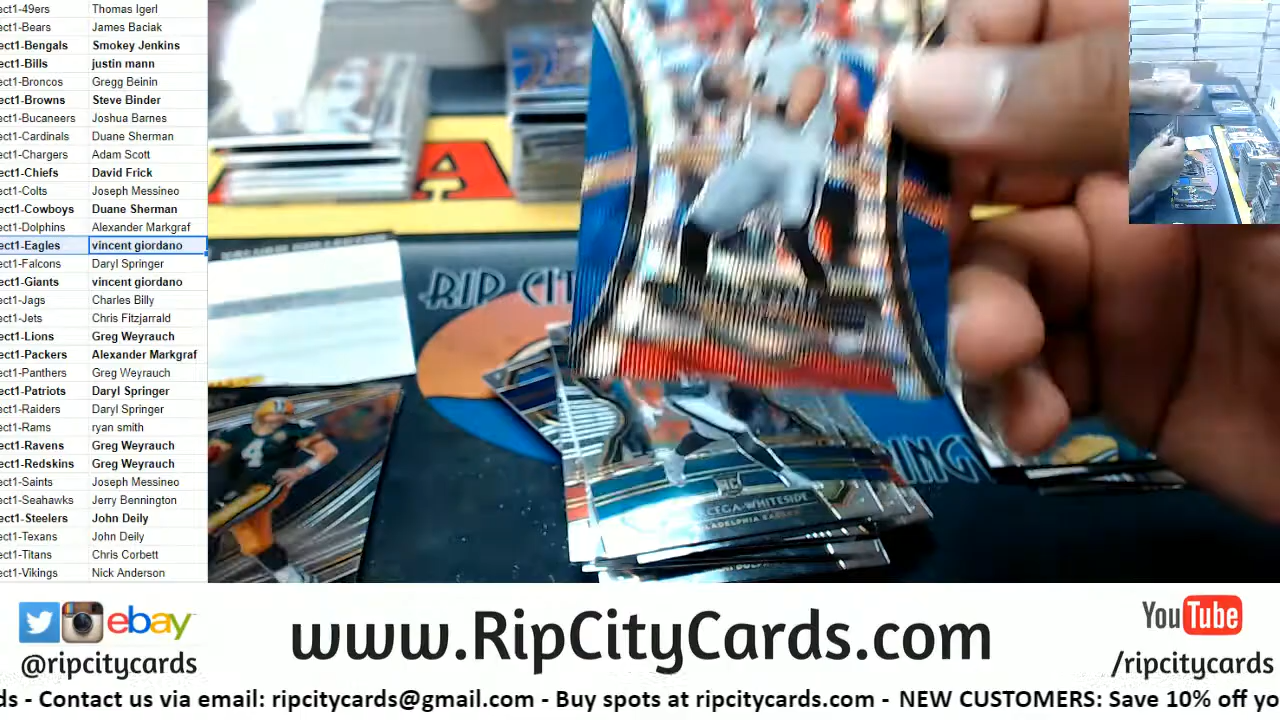 ect1-49ers Thomas Igerl
ect1-Bears James Baciak
ect1-Bengals Smokey Jenkins
ect1-Bills justin mann
ect1-Broncos Gregg Beinin
ect1-Browns Steve Binder
ect1-Bucaneers Joshua Barnes
ect1-Cardinals Duane Sherman
ect1-Chargers Adam Scott
ect1-Chiefs David Frick
ect1-Colts Joseph Messineo
ect1-Cowboys Duane Sherman
ect1-Dolphins Alexander Markgraf
ect1-Eagles vincent giordano
ect1-Falcons Daryl Springer
ect1-Giants vincent giordano
ect1-Jags Charles Billy
ect1-Jets Chris Fitzjarrald
ect1-Lions Greg Weyrauch
ect1-Packers Alexander Markgraf
ect1-Panthers Greg Weyrauch
ect1-Patriots Daryl Springer
ect1-Raiders Daryl Springer
ect1-Rams ryan smith
ect1-Ravens Greg Weyrauch
ect1-Redskins Greg Weyrauch
ect1-Saints Joseph Messineo
ect1-Seahawks Jerry Bennington
ect1-Steelers John Deily
ect1-Texans John Deily
ect1-Titans Chris Corbett
ect1-Vikings Nick Anderson
A
RIP CIT
4
RC
CEGA-WHITESIDE
PHILADELPHIA EAGLES
ING
ebay
@ripcitycards
www.RipCityCards.com
YouTube
/ripcitycards
ds - Contact us via email: ripcitycards@gmail.com - Buy spots at ripcitycards.com - NEW CUSTOMERS: Save 10% off yo